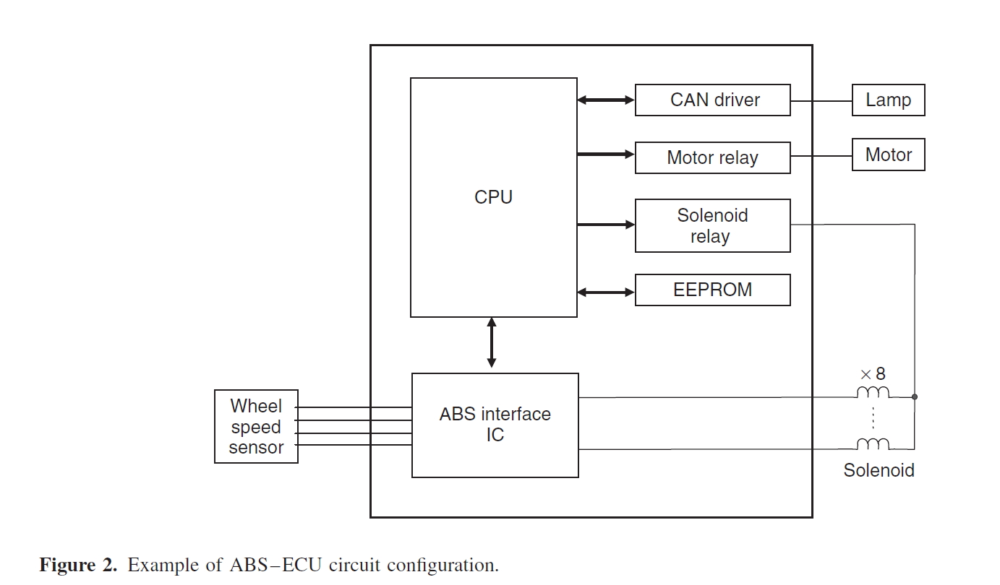 CAN driver
Lamp
Motor relay
Motor
CPU
Solenoid
relay
EEPROM
× 8
Wheel
speed
sensor
ABS interface
IC
Solenoid
Figure 2. Example of ABS–ECU circuit configuration.